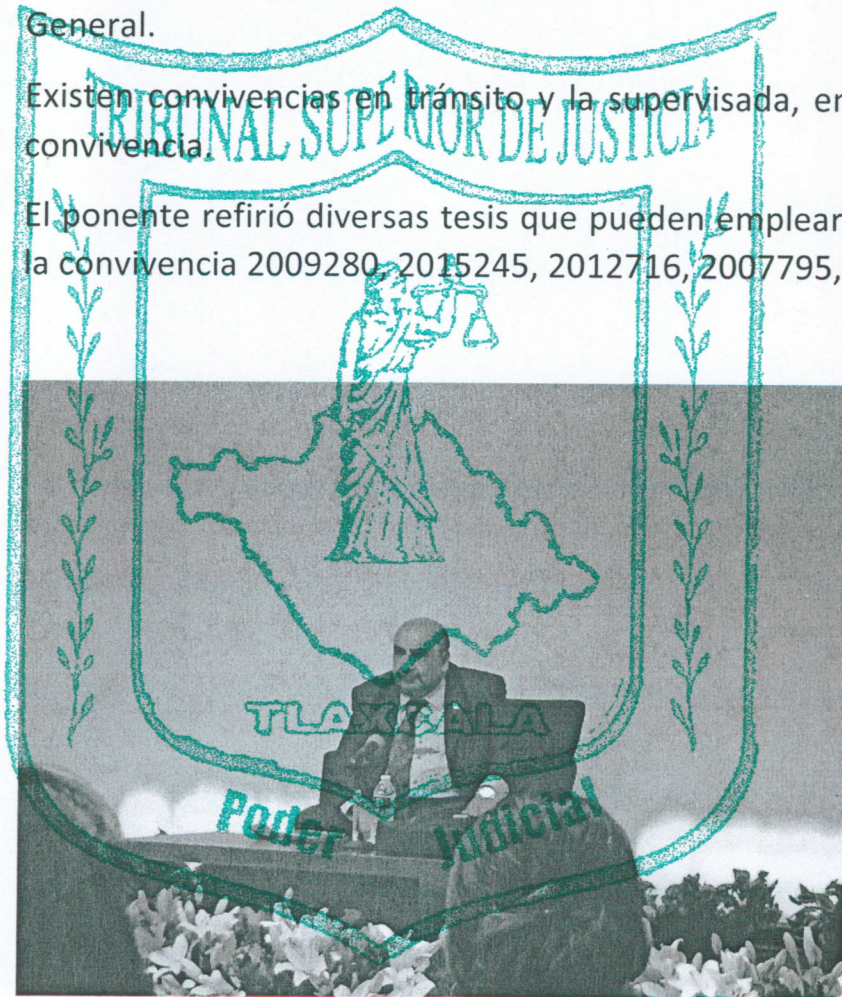 General.
Existen convivencias en tránsito y la supervisada, en
convivencia.
TRIBUNAL SUPERIOR DE JUSTICIA
El ponente refirió diversas tesis que pueden emplear
la convivencia 2009280, 2015245, 2012716, 2007795,
TLAXCALA
Poder Judicial